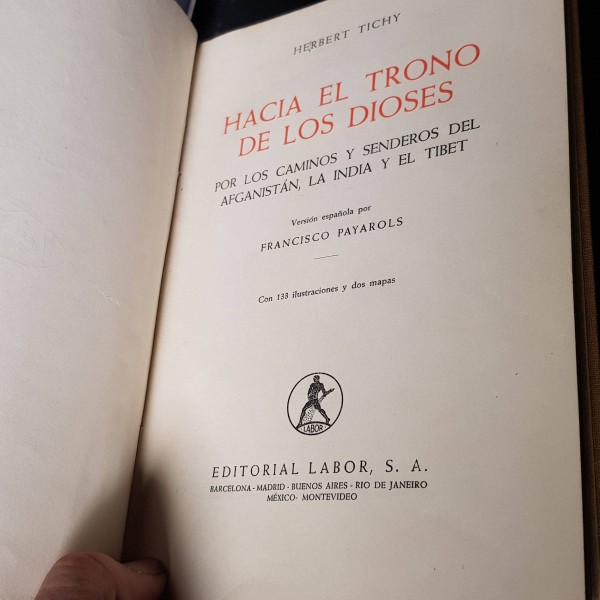 HERBERT TICHY
HACIA EL TRONO
DE LOS DIOSES
POR LOS CAMINOS Y SENDEROS DEL
AFGANISTÁN, LA INDIA Y EL TIBET
Versión española por
FRANCISCO PAYAROLS
Con 133 ilustraciones y dos mapas
LABOR
EDITORIAL LABOR, S. A.
BARCELONA - MADRID - BUENOS AIRES - RIO DE JANEIRO
MÉXICO - MONTEVIDEO